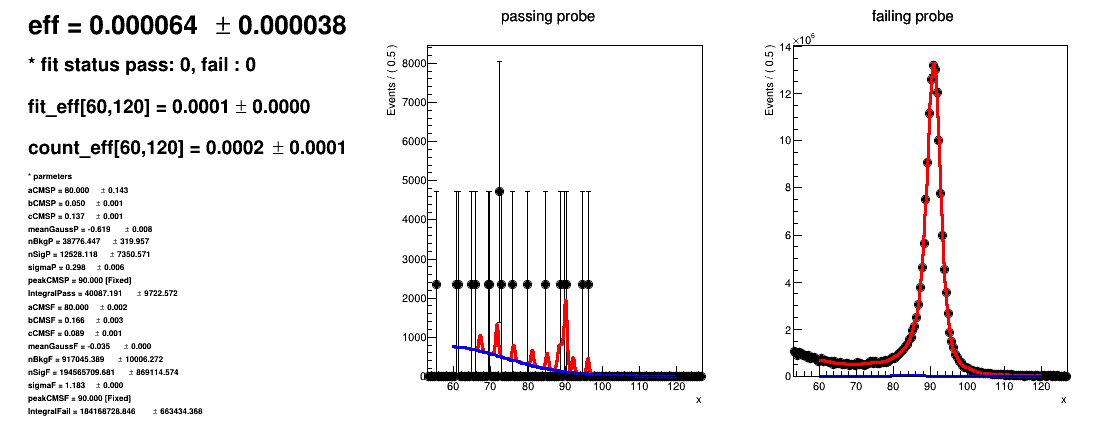 eff = 0.000064 ± 0.000038
* fit status pass: 0, fail : 0
fit_eff[60,120] = 0.0001 ± 0.0000
count_eff[60,120] = 0.0002 ± 0.0001
* parmeters
aCMSP = 80.000 ± 0.143
bCMSP = 0.050 ± 0.001
cCMSP = 0.137 ± 0.001
meanGaussP = -0.619 ± 0.008
nBkgP = 38776.447 ± 319.957
nSigP = 12528.118 ± 7350.571
sigmaP = 0.298 ± 0.006
peakCMSP = 90.000 [Fixed]
IntegralPass = 40087.191 ± 9722.572
aCMSF = 80.000 ± 0.002
bCMSF = 0.166 ± 0.003
cCMSF = 0.089 ± 0.001
meanGaussF = -0.035 ± 0.000
nBkgF = 917045.389 ± 10006.272
nSigF = 194565709.681 ± 869114.574
sigmaF = 1.183 ± 0.000
peakCMSF = 90.000 [Fixed]
IntegralFail = 184168728.846 ± 663434.368
passing probe
Events / ( 0.5 )
8000
7000
6000
5000
4000
3000
2000
1000
0
60 70 80 90 100 110 120
x
failing probe
×10^6
Events / ( 0.5 )
14
12
10
8
6
4
2
0
60 70 80 90 100 110 120
x